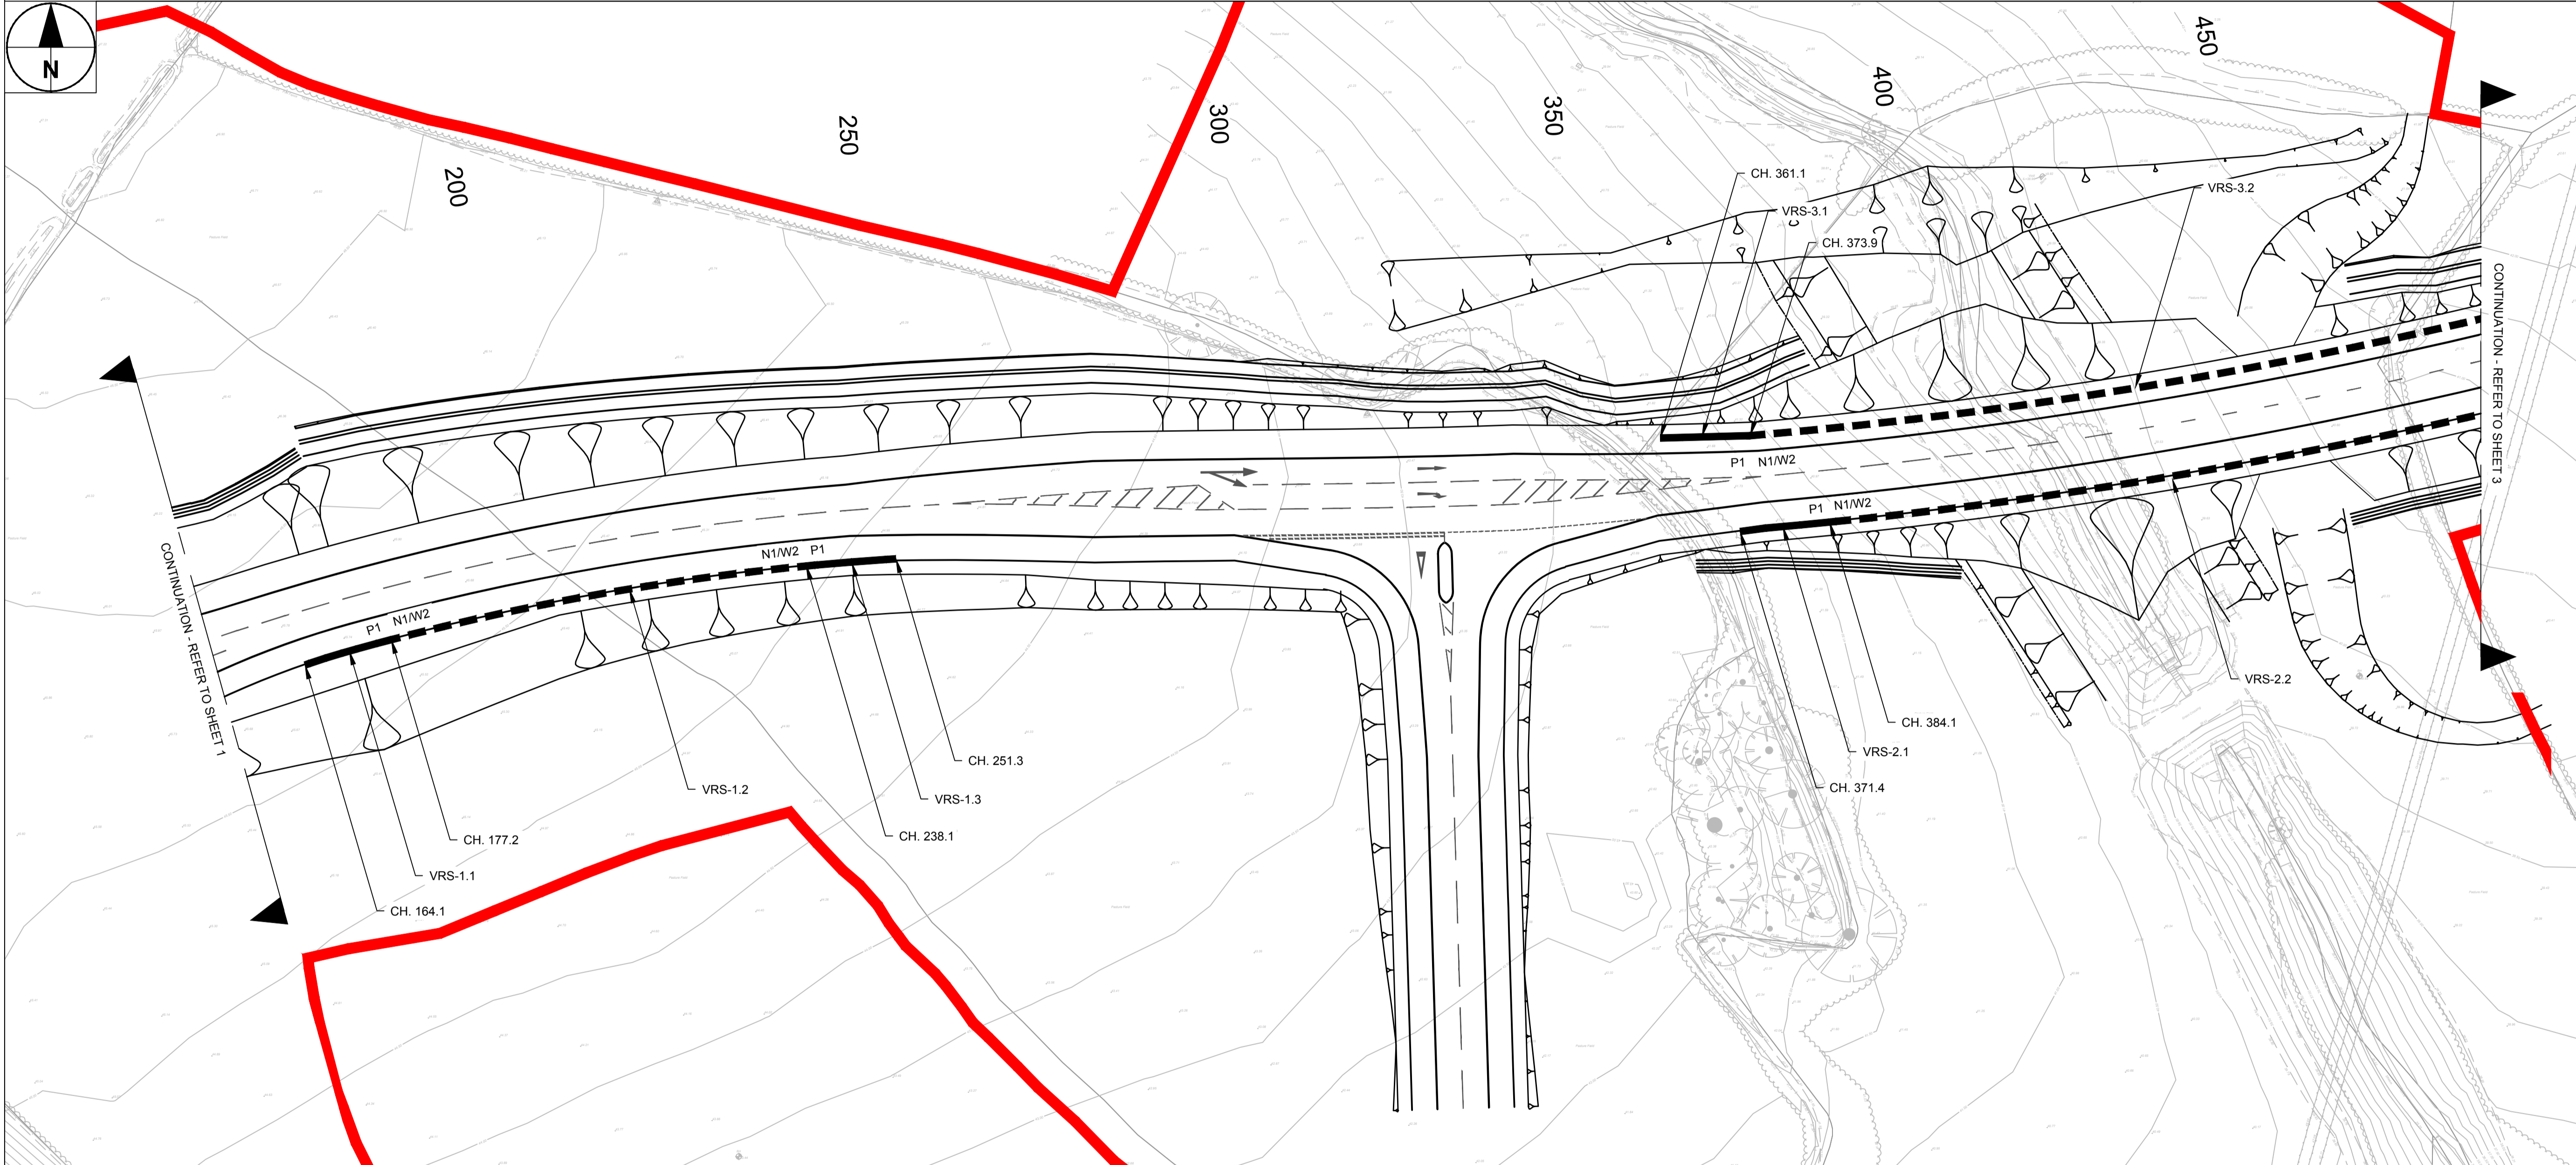 N
200
250
300
350
400
450
CH. 361.1
VRS-3.1
CH. 373.9
VRS-3.2
P1 N1/W2
P1 N1/W2
N1/W2 P1
P1 N1/W2
CONTINUATION - REFER TO SHEET 1
CONTINUATION - REFER TO SHEET 3
CH. 164.1
VRS-1.1
CH. 177.2
VRS-1.2
CH. 238.1
VRS-1.3
CH. 251.3
CH. 371.4
VRS-2.1
CH. 384.1
VRS-2.2